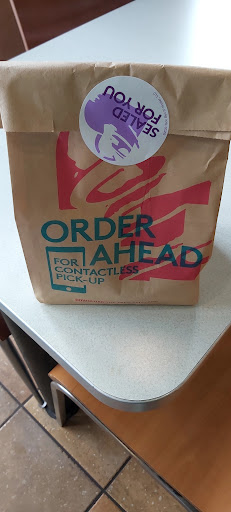 SEALED
FOR YOU
ORDER
AHEAD
FOR
CONTACTLESS
PICK-UP